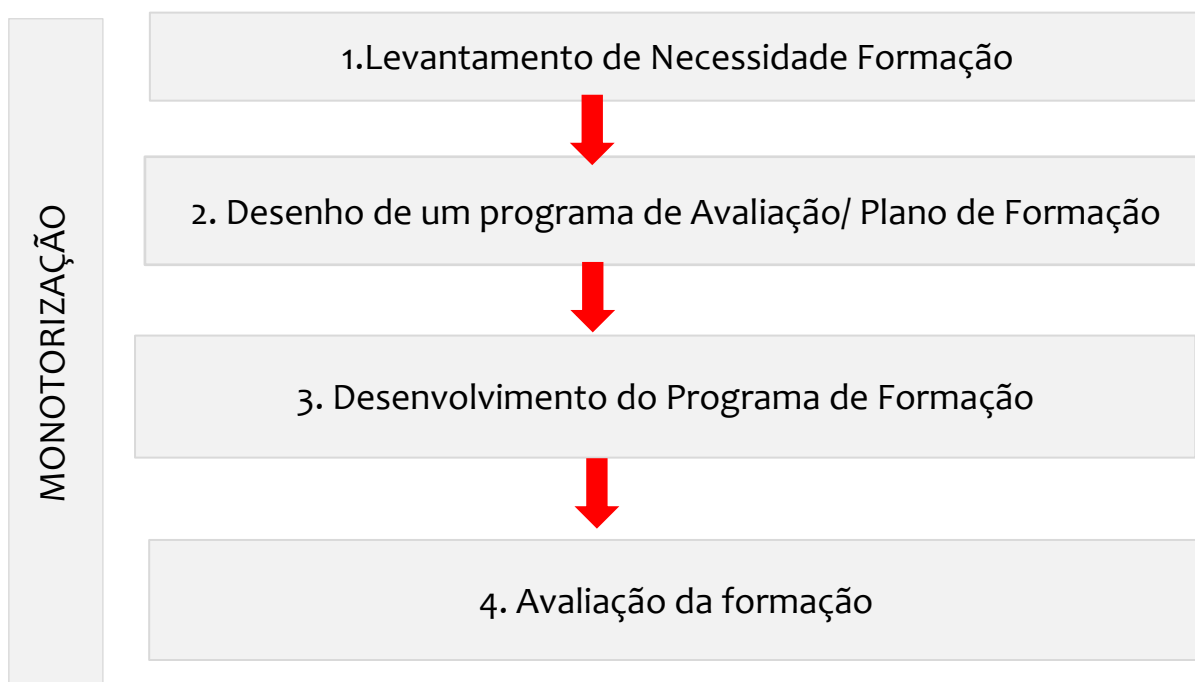 1.Levantamento de Necessidade Formação
2. Desenho de um programa de Avaliação/ Plano de Formação
3. Desenvolvimento do Programa de Formação
4. Avaliação da formação
MONOTORIZAÇÃO